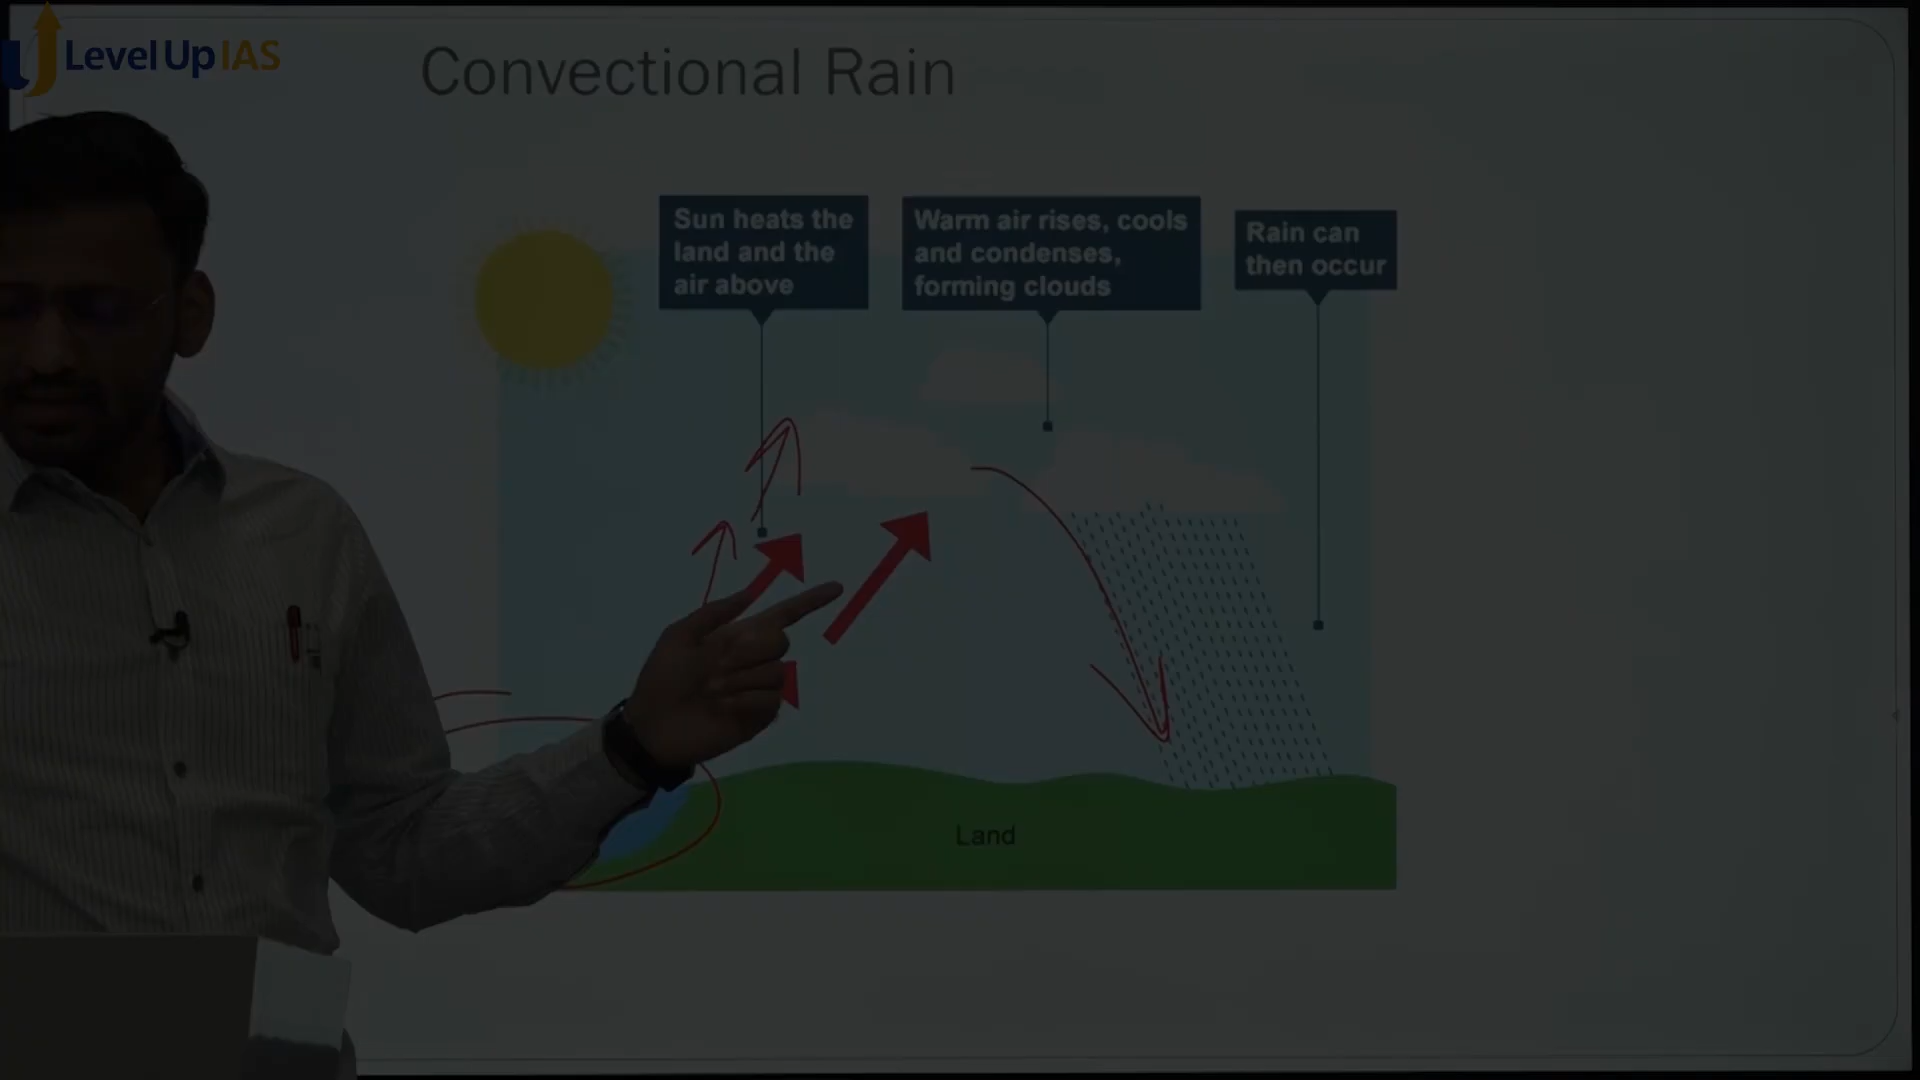 Level Up IAS
Convectional Rain
Sun heats the
land and the
air above
Warm air rises, cools
and condenses,
forming clouds
Rain can
then occur
Land